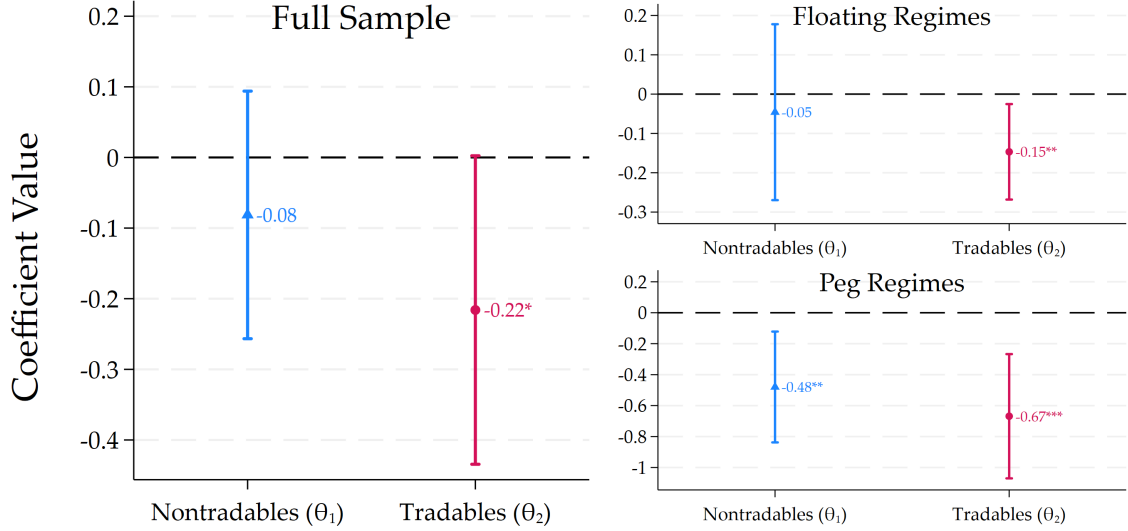 Full Sample
Coefficient Value
0.2
0.1
0
-0.1
-0.2
-0.3
-0.4
-0.08
-0.22*
Nontradables (θ₁)
Tradables (θ₂)
Floating Regimes
0.2
0.1
0
-0.1
-0.2
-0.3
-0.05
-0.15**
Nontradables (θ₁)
Tradables (θ₂)
Peg Regimes
0.2
0
-0.2
-0.4
-0.6
-0.8
-1
-0.48**
-0.67***
Nontradables (θ₁)
Tradables (θ₂)